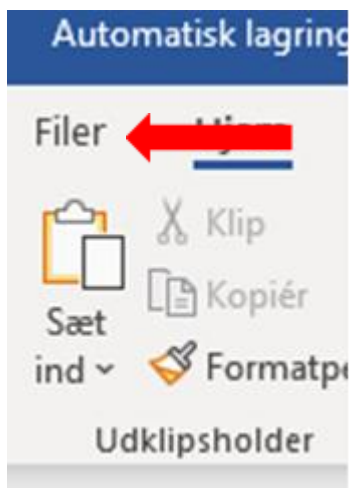 Automatisk lagring
Filer
Klip
Kopiér
Sæt
ind
Udklipsholder